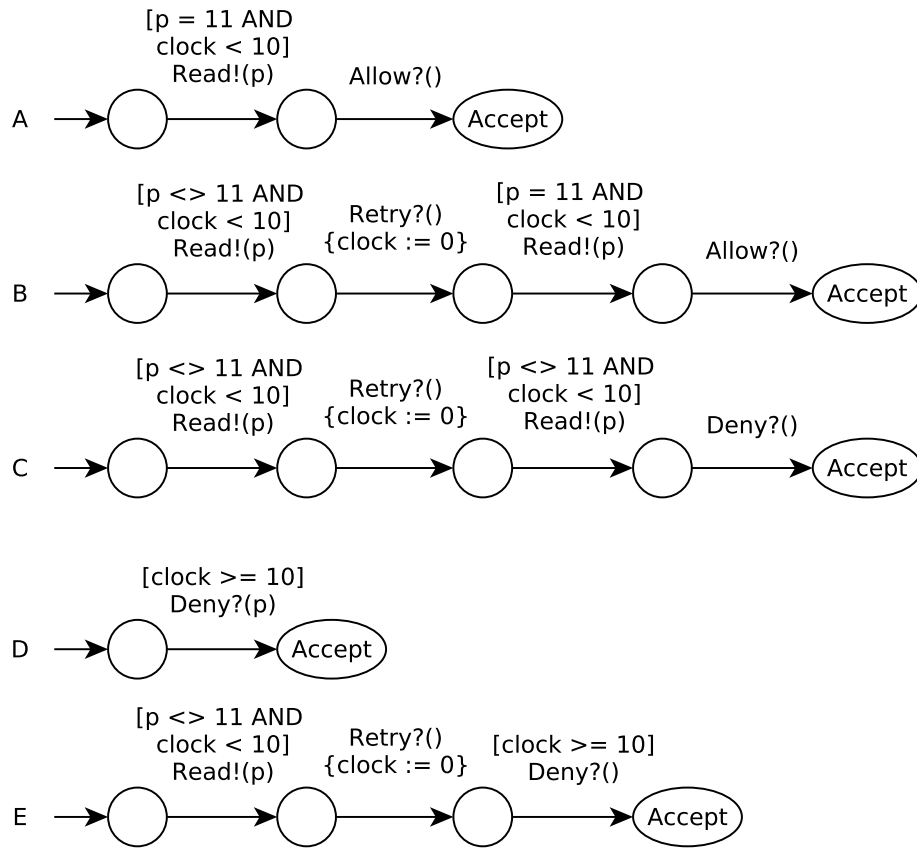 [p = 11 AND
clock < 10]
Read!(p)
Allow?()
A
Accept
[p <> 11 AND
clock < 10]
Read!(p)
Retry?()
{clock := 0}
[p = 11 AND
clock < 10]
Read!(p)
Allow?()
B
Accept
[p <> 11 AND
clock < 10]
Read!(p)
Retry?()
{clock := 0}
[p <> 11 AND
clock < 10]
Read!(p)
Deny?()
C
Accept
[clock >= 10]
Deny?(p)
D
Accept
[p <> 11 AND
clock < 10]
Read!(p)
Retry?()
{clock := 0}
[clock >= 10]
Deny?()
E
Accept